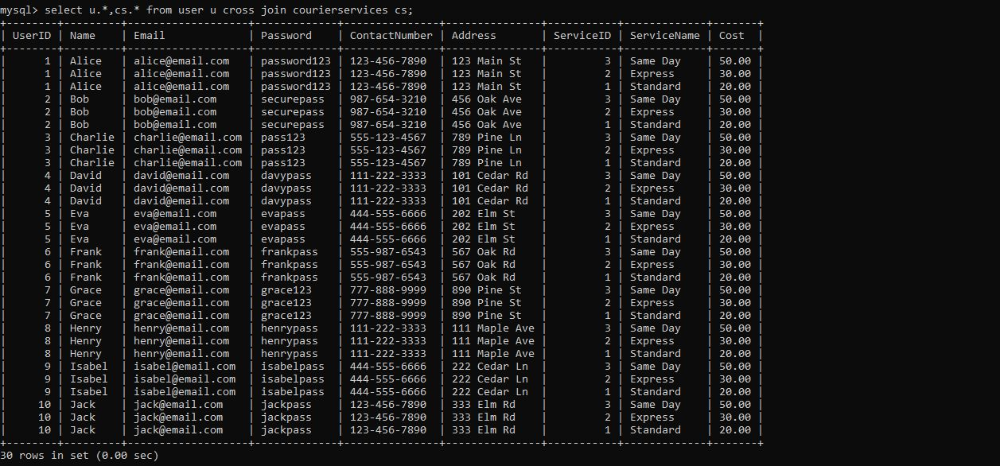 mysql> select u.*,cs.* from user u cross join courierservices cs;
+--------+---------+-------------------+-------------+---------------+---------------+-----------+-------------+-------+
| UserID | Name    | Email             | Password    | ContactNumber | Address       | ServiceID | ServiceName | Cost  |
+--------+---------+-------------------+-------------+---------------+---------------+-----------+-------------+-------+
|      1 | Alice   | alice@email.com   | password123 | 123-456-7890  | 123 Main St   |         3 | Same Day    | 50.00 |
|      1 | Alice   | alice@email.com   | password123 | 123-456-7890  | 123 Main St   |         2 | Express     | 30.00 |
|      1 | Alice   | alice@email.com   | password123 | 123-456-7890  | 123 Main St   |         1 | Standard    | 20.00 |
|      2 | Bob     | bob@email.com     | securepass  | 987-654-3210  | 456 Oak Ave   |         3 | Same Day    | 50.00 |
|      2 | Bob     | bob@email.com     | securepass  | 987-654-3210  | 456 Oak Ave   |         2 | Express     | 30.00 |
|      2 | Bob     | bob@email.com     | securepass  | 987-654-3210  | 456 Oak Ave   |         1 | Standard    | 20.00 |
|      3 | Charlie | charlie@email.com | pass123     | 555-123-4567  | 789 Pine Ln   |         3 | Same Day    | 50.00 |
|      3 | Charlie | charlie@email.com | pass123     | 555-123-4567  | 789 Pine Ln   |         2 | Express     | 30.00 |
|      3 | Charlie | charlie@email.com | pass123     | 555-123-4567  | 789 Pine Ln   |         1 | Standard    | 20.00 |
|      4 | David   | david@email.com   | davypass    | 111-222-3333  | 101 Cedar Rd  |         3 | Same Day    | 50.00 |
|      4 | David   | david@email.com   | davypass    | 111-222-3333  | 101 Cedar Rd  |         2 | Express     | 30.00 |
|      4 | David   | david@email.com   | davypass    | 111-222-3333  | 101 Cedar Rd  |         1 | Standard    | 20.00 |
|      5 | Eva     | eva@email.com     | evapass     | 444-555-6666  | 202 Elm St    |         3 | Same Day    | 50.00 |
|      5 | Eva     | eva@email.com     | evapass     | 444-555-6666  | 202 Elm St    |         2 | Express     | 30.00 |
|      5 | Eva     | eva@email.com     | evapass     | 444-555-6666  | 202 Elm St    |         1 | Standard    | 20.00 |
|      6 | Frank   | frank@email.com   | frankpass   | 555-987-6543  | 567 Oak Rd    |         3 | Same Day    | 50.00 |
|      6 | Frank   | frank@email.com   | frankpass   | 555-987-6543  | 567 Oak Rd    |         2 | Express     | 30.00 |
|      6 | Frank   | frank@email.com   | frankpass   | 555-987-6543  | 567 Oak Rd    |         1 | Standard    | 20.00 |
|      7 | Grace   | grace@email.com   | grace123    | 777-888-9999  | 890 Pine St   |         3 | Same Day    | 50.00 |
|      7 | Grace   | grace@email.com   | grace123    | 777-888-9999  | 890 Pine St   |         2 | Express     | 30.00 |
|      7 | Grace   | grace@email.com   | grace123    | 777-888-9999  | 890 Pine St   |         1 | Standard    | 20.00 |
|      8 | Henry   | henry@email.com   | henrypass   | 111-222-3333  | 111 Maple Ave |         3 | Same Day    | 50.00 |
|      8 | Henry   | henry@email.com   | henrypass   | 111-222-3333  | 111 Maple Ave |         2 | Express     | 30.00 |
|      8 | Henry   | henry@email.com   | henrypass   | 111-222-3333  | 111 Maple Ave |         1 | Standard    | 20.00 |
|      9 | Isabel  | isabel@email.com  | isabelpass  | 444-555-6666  | 222 Cedar Ln  |         3 | Same Day    | 50.00 |
|      9 | Isabel  | isabel@email.com  | isabelpass  | 444-555-6666  | 222 Cedar Ln  |         2 | Express     | 30.00 |
|      9 | Isabel  | isabel@email.com  | isabelpass  | 444-555-6666  | 222 Cedar Ln  |         1 | Standard    | 20.00 |
|     10 | Jack    | jack@email.com    | jackpass    | 123-456-7890  | 333 Elm Rd    |         3 | Same Day    | 50.00 |
|     10 | Jack    | jack@email.com    | jackpass    | 123-456-7890  | 333 Elm Rd    |         2 | Express     | 30.00 |
|     10 | Jack    | jack@email.com    | jackpass    | 123-456-7890  | 333 Elm Rd    |         1 | Standard    | 20.00 |
+--------+---------+-------------------+-------------+---------------+---------------+-----------+-------------+-------+
30 rows in set (0.00 sec)